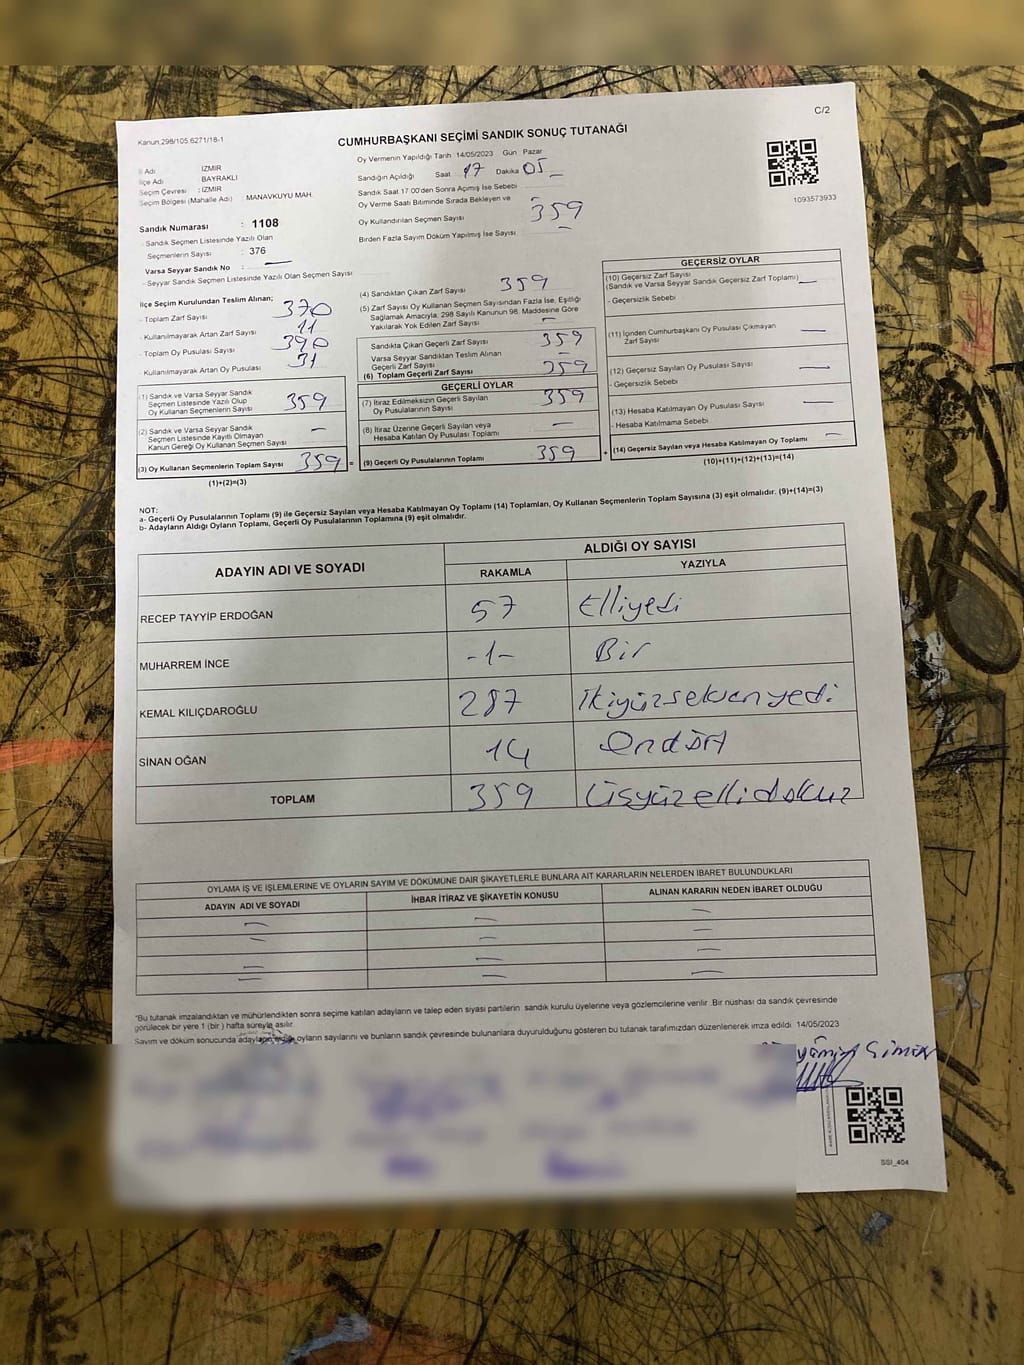 C/2
Kanun,298/105.6271/18-1
CUMHURBAŞKANI SEÇİMİ SANDIK SONUÇ TUTANAĞI
İl Adı İZMİR
İlçe Adı BAYRAKLI
Seçim Çevresi : İZMİR
Seçim Bölgesi (Mahalle Adı) MANAVKUYU MAH.
Sandık Numarası : 1108
- Sandık Seçmen Listesinde Yazılı Olan
Seçmenlerin Sayısı : 376
Varsa Seyyar Sandık No : —
- Seyyar Sandık Seçmen Listesinde Yazılı Olan Seçmen Sayısı
Oy Vermenin Yapıldığı Tarih :14/05/2023 Gün Pazar
Sandığın Açıldığı Saat 17 Dakika 05
Sandık Saat 17:00'den Sonra Açımış İse Sebebi
Oy Verme Saati Bitiminde Sırada Bekleyen ve
Oy Kullandırılan Seçmen Sayısı 359
Birden Fazla Sayım Döküm Yapılmış İse Sayısı —
1093573933
İlçe Seçim Kurulundan Teslim Alınan;
- Toplam Zarf Sayısı 370
- Kullanılmayarak Artan Zarf Sayısı 11
- Toplam Oy Pusulası Sayısı 390
- Kullanılmayarak Artan Oy Pusulası 31
(1) Sandık ve Varsa Seyyar Sandık
Seçmen Listesinde Yazılı Olup
Oy Kullanan Seçmenlerin Sayısı 359
(2) Sandık ve Varsa Seyyar Sandık
Seçmen Listesinde Kayıtlı Olmayan
Kanun Gereği Oy Kullanan Seçmen Sayısı —
(3) Oy Kullanan Seçmenlerin Toplam Sayısı 359 =
(1)+(2)=(3)
(4) Sandıktan Çıkan Zarf Sayısı 359
(5) Zarf Sayısı Oy Kullanan Seçmen Sayısından Fazla İse, Eşitliği
Sağlamak Amacıyla; 298 Sayılı Kanunun 98. Maddesine Göre
Yakılarak Yok Edilen Zarf Sayısı —
Sandıkta Çıkan Geçerli Zarf Sayısı 359
Varsa Seyyar Sandıktan Teslim Alınan
Geçerli Zarf Sayısı —
(6) Toplam Geçerli Zarf Sayısı 359
GEÇERLİ OYLAR
(7) İtiraz Edilmeksizin Geçerli Sayılan
Oy Pusulalarının Sayısı 359
(8) İtiraz Üzerine Geçerli Sayılan veya
Hesaba Katılan Oy Pusulası Toplamı —
(9) Geçerli Oy Pusulalarının Toplamı 359 +
GEÇERSİZ OYLAR
(10) Geçersiz Zarf Sayısı
(Sandık ve Varsa Seyyar Sandık Geçersiz Zarf Toplamı) —
- Geçersizlik Sebebi
(11) İçinden Cumhurbaşkanı Oy Pusulası Çıkmayan
Zarf Sayısı —
(12) Geçersiz Sayılan Oy Pusulası Sayısı —
- Geçersizlik Sebebi
(13) Hesaba Katılmayan Oy Pusulası Sayısı —
- Hesaba Katılmama Sebebi
(14) Geçersiz Sayılan veya Hesaba Katılmayan Oy Toplamı —
(10)+(11)+(12)+(13)=(14)
NOT:
a- Geçerli Oy Pusulalarının Toplamı (9) ile Geçersiz Sayılan veya Hesaba Katılmayan Oy Toplamı (14) Toplamları, Oy Kullanan Seçmenlerin Toplam Sayısına (3) eşit olmalıdır. (9)+(14)=(3)
b- Adayların Aldığı Oyların Toplamı, Geçerli Oy Pusulalarının Toplamına (9) eşit olmalıdır.
ADAYIN ADI VE SOYADI ALDIĞI OY SAYISI
RAKAMLA YAZIYLA
RECEP TAYYİP ERDOĞAN 57 Elliyedi
MUHARREM İNCE -1- Bir
KEMAL KILIÇDAROĞLU 287 İkiyüzseksenyedi
SİNAN OĞAN 14 Ondört
TOPLAM 359 Üçyüzellidokuz
OYLAMA İŞ VE İŞLEMLERİNE VE OYLARIN SAYIM VE DÖKÜMÜNE DAİR ŞİKAYETLERLE BUNLARA AİT KARARLARIN NELERDEN İBARET BULUNDUKLARI
ADAYIN ADI VE SOYADI İHBAR İTİRAZ VE ŞİKAYETİN KONUSU ALINAN KARARIN NEDEN İBARET OLDUĞU
— — —
— — —
— — —
— — —
*Bu tutanak imzalandıktan ve mühürlendikten sonra seçime katılan adayların ve talep eden siyasi partilerin sandık kurulu üyelerine veya gözlemcilerine verilir .Bir nüshası da sandık çevresinde
görülecek bir yere 1 (bir ) hafta süreyle asılır.
Sayım ve döküm sonucunda adayların aldığı oyların sayılarını ve bunların sandık çevresinde bulunanlara duyurulduğunu gösteren bu tutanak tarafımızdan düzenlenerek imza edildi. 14/05/2023
SSİ_404